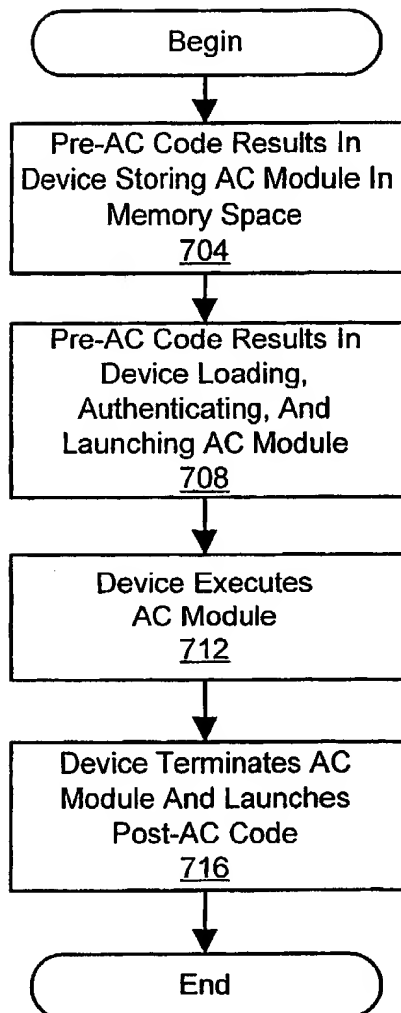 Begin
Pre-AC Code Results In
Device Storing AC Module In
Memory Space
704
Pre-AC Code Results In
Device Loading,
Authenticating, And
Launching AC Module
708
Device Executes
AC Module
712
Device Terminates AC
Module And Launches
Post-AC Code
716
End